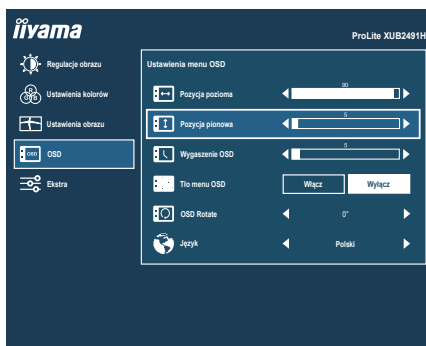 iiyama
ProLite XUB2491H
Regulacje obrazu
Ustawienia kolorów
Ustawienia obrazu
OSD
OSD
Ekstra
Ustawienia menu OSD
Pozycja pozioma
90
Pozycja pionowa
5
Wygaszenie OSD
5
Tło menu OSD
Włącz
Wyłącz
OSD Rotate
0°
Język
Polski